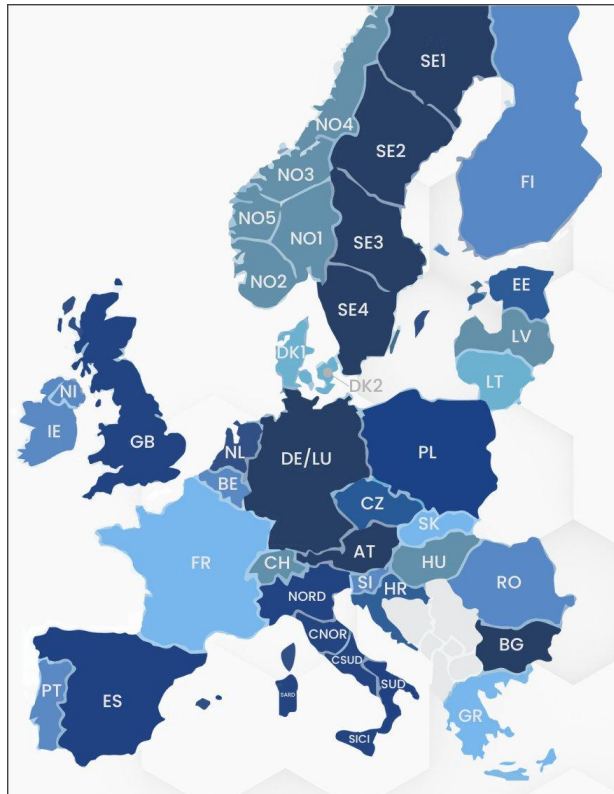 SE1
NO4
SE2
NO3
FI
NO5
NO1
SE3
NO2
EE
SE4
LV
DK1
LT
DK2
NI
IE
GB
NL
DE/LU
PL
BE
CZ
SK
AT
FR
CH
HU
SI
HR
RO
NORD
CNOR
BG
CSUD
SUD
PT
ES
SARD
GR
SICI